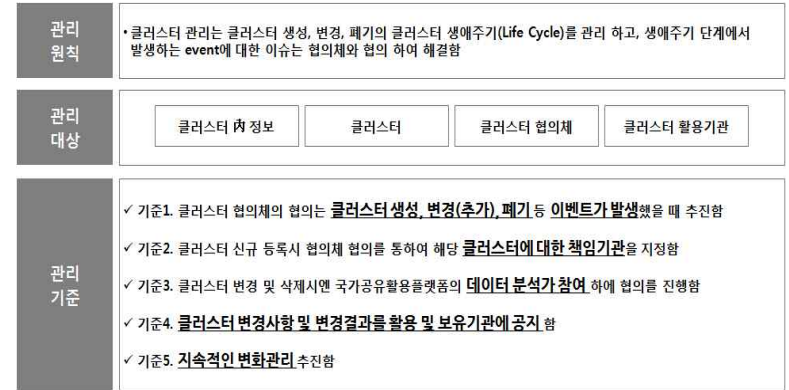 관리
원칙
• 클러스터 관리는 클러스터 생성, 변경, 폐기의 클러스터 생애주기(Life Cycle)를 관리 하고, 생애주기 단계에서
발생하는 event에 대한 이슈는 협의체와 협의 하여 해결함
관리
대상
클러스터 內 정보
클러스터
클러스터 협의체
클러스터 활용기관
관리
기준
✓ 기준1. 클러스터 협의체의 협의는 클러스터 생성, 변경(추가), 폐기 등 이벤트가 발생했을 때 추진함
✓ 기준2. 클러스터 신규 등록시 협의체 협의를 통하여 해당 클러스터에 대한 책임기관을 지정함
✓ 기준3. 클러스터 변경 및 삭제시엔 국가공유활용플랫폼의 데이터 분석가 참여 하에 협의를 진행함
✓ 기준4. 클러스터 변경사항 및 변경결과를 활용 및 보유기관에 공지 함
✓ 기준5. 지속적인 변화관리 추진함